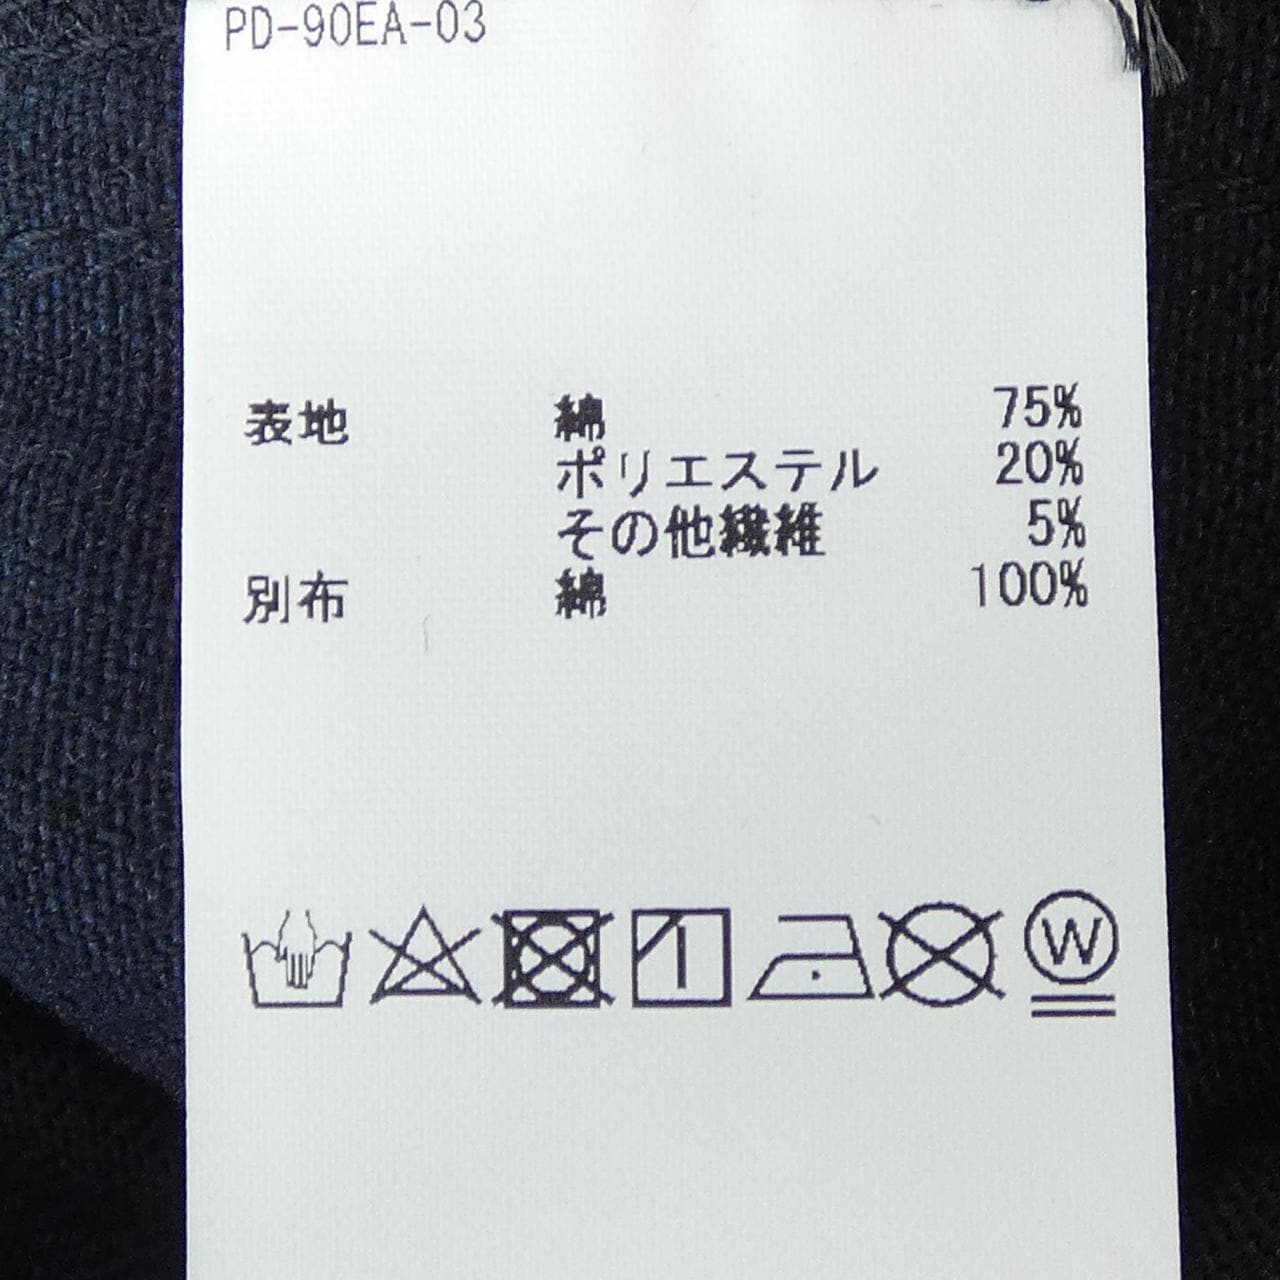 PD-90EA-03
表地 綿 75%
ポリエステル 20%
その他繊維 5%
別布 綿 100%
W